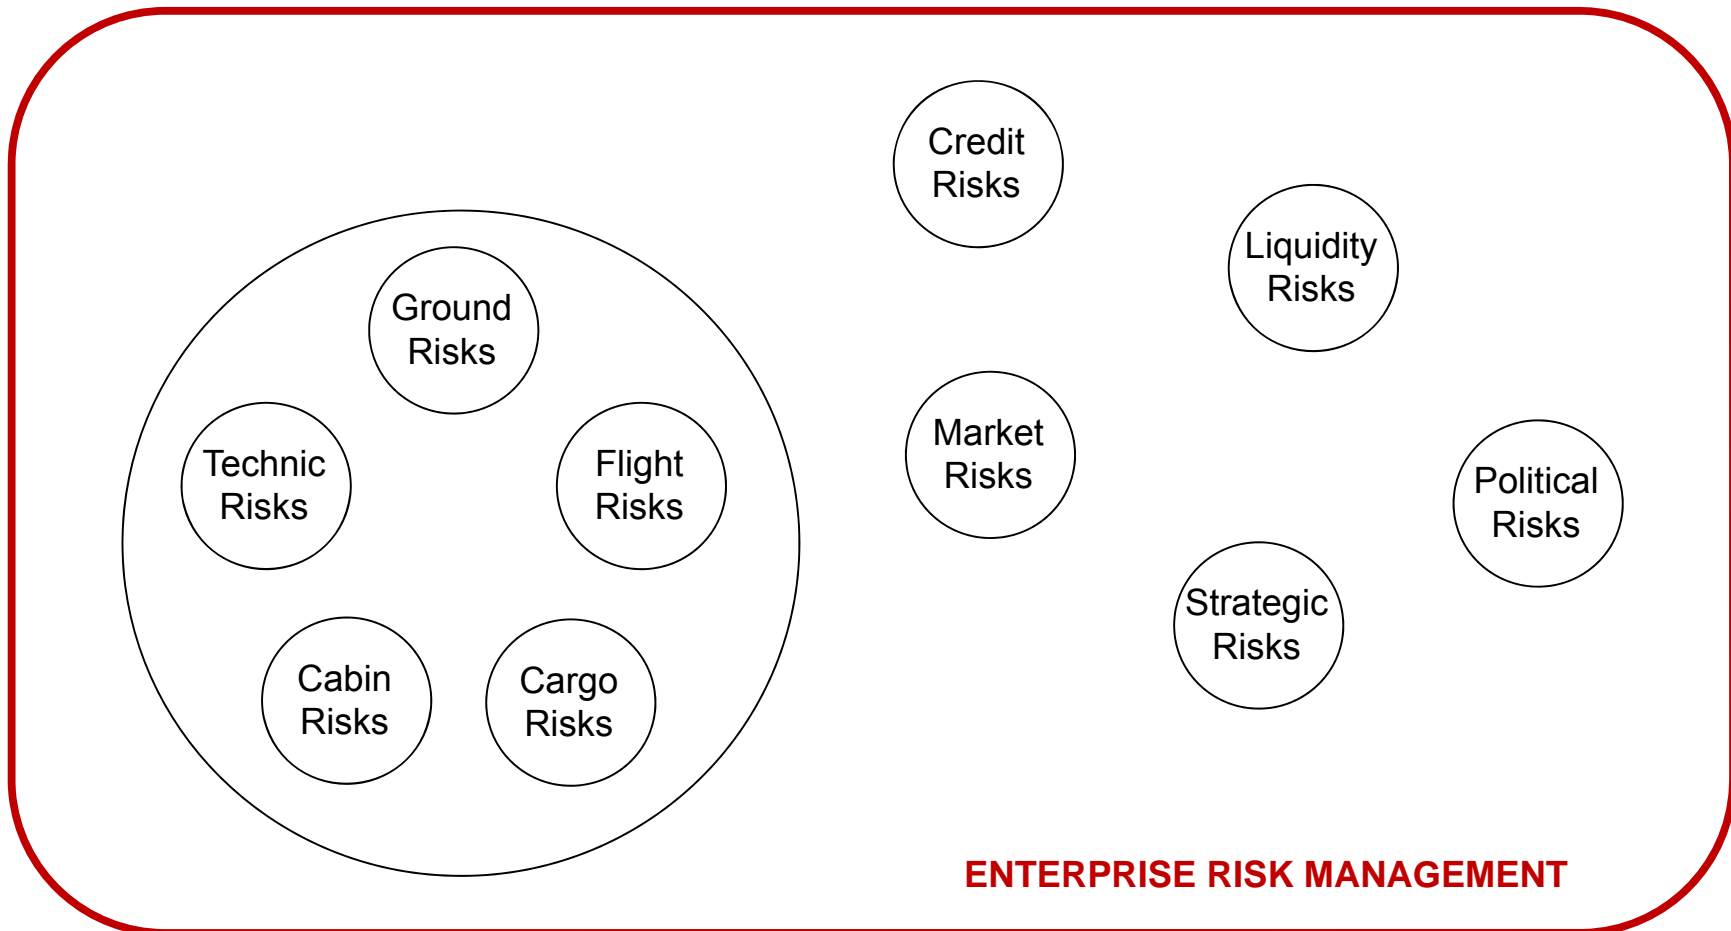 Credit
Risks
Liquidity
Risks
Ground
Risks
Market
Risks
Technic
Risks
Flight
Risks
Political
Risks
Strategic
Risks
Cabin
Risks
Cargo
Risks
ENTERPRISE RISK MANAGEMENT